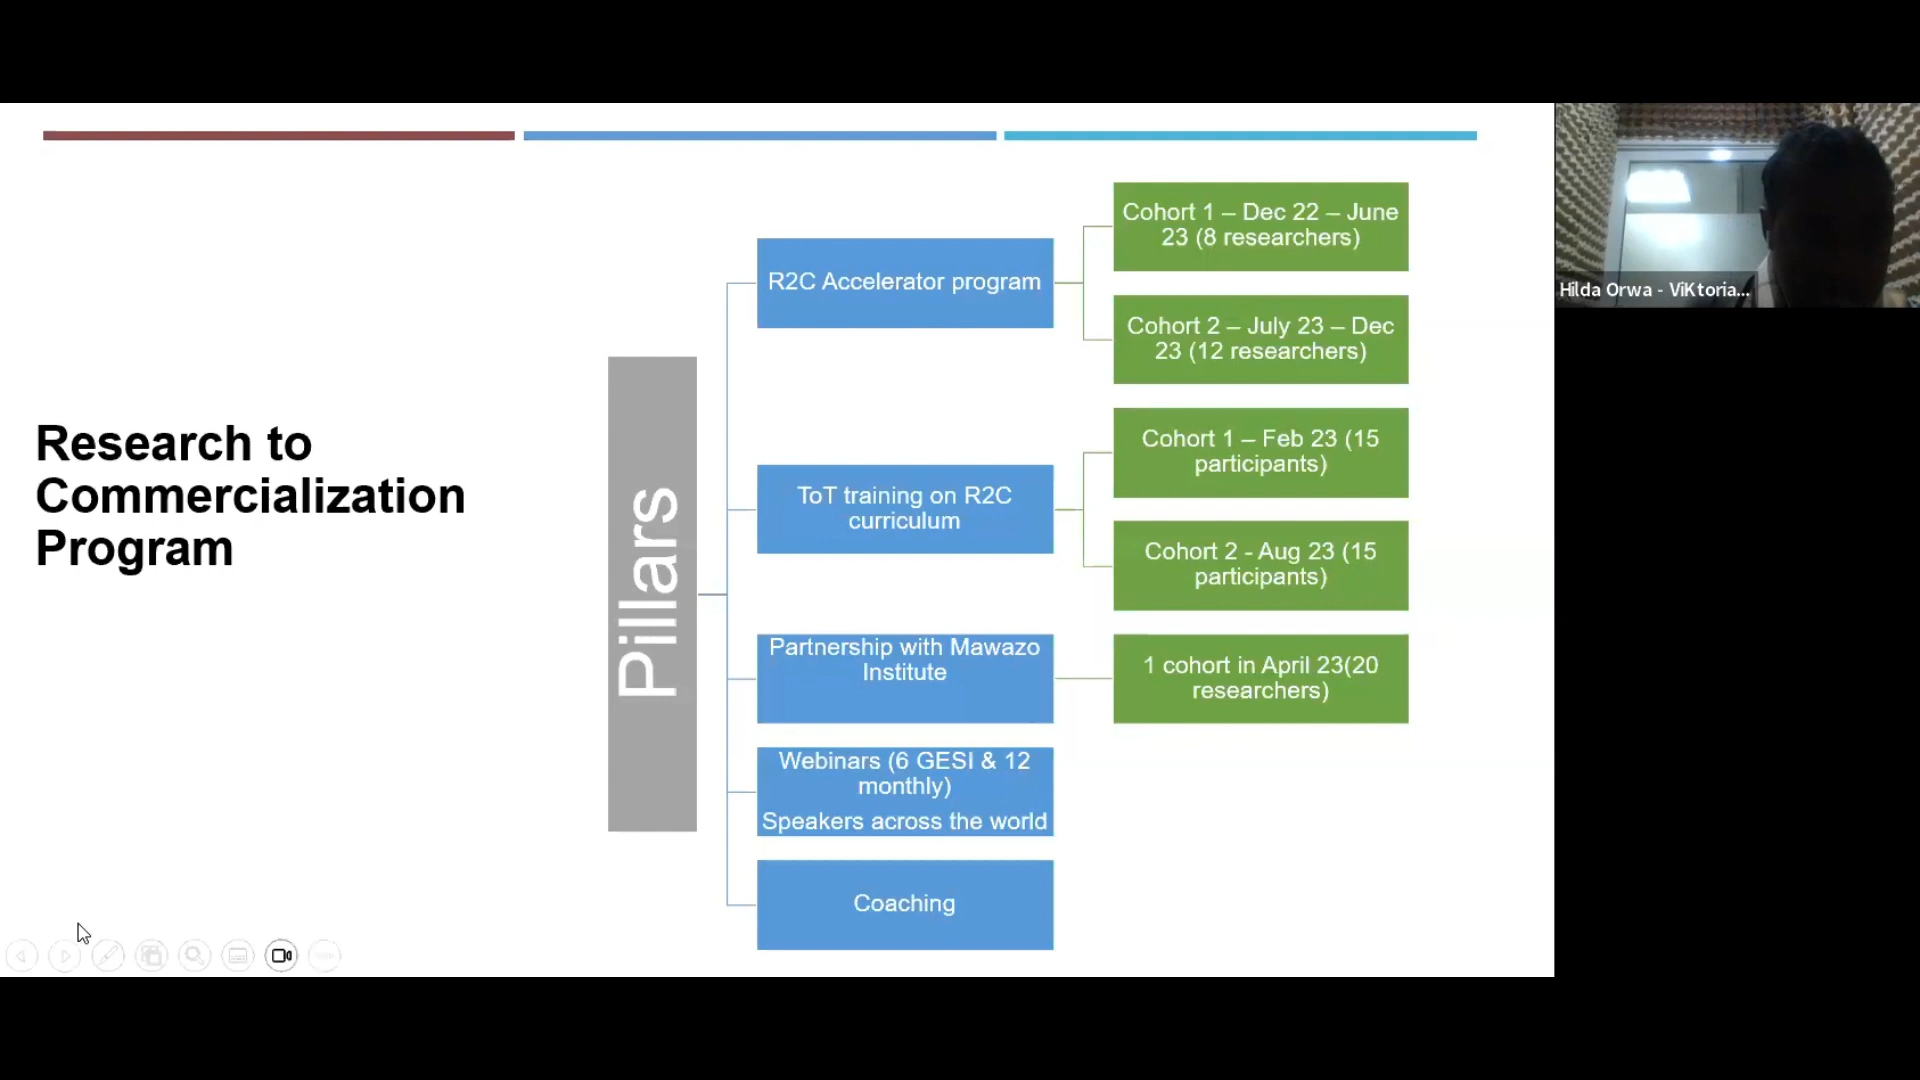 Research to
Commercialization
Program
Pillars
R2C Accelerator program
Cohort 1 – Dec 22 – June
23 (8 researchers)
Cohort 2 – July 23 – Dec
23 (12 researchers)
ToT training on R2C
curriculum
Cohort 1 – Feb 23 (15
participants)
Cohort 2 - Aug 23 (15
participants)
Partnership with Mawazo
Institute
1 cohort in April 23(20
researchers)
Webinars (6 GESI & 12
monthly)
Speakers across the world
Coaching
Hilda Orwa - ViKtoria...